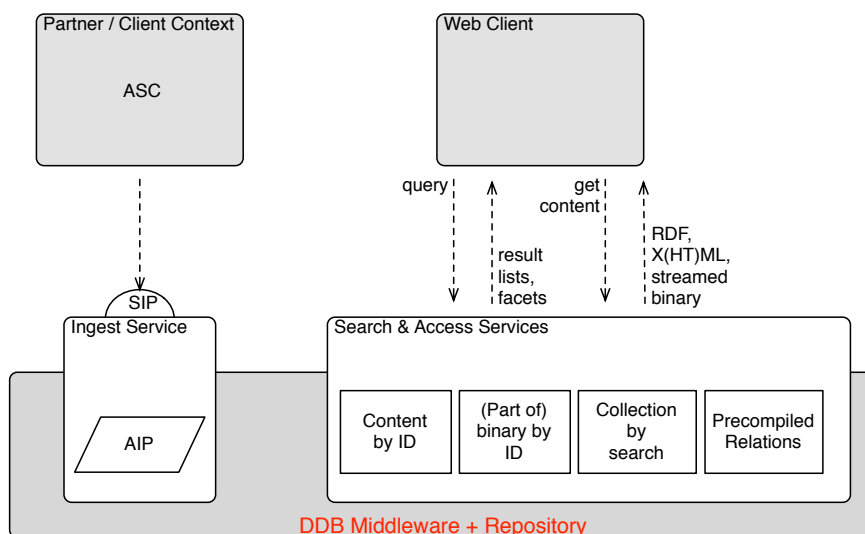 Partner / Client Context
ASC
Web Client
query
get
content
result
lists,
facets
RDF,
X(HT)ML,
streamed
binary
SIP
Ingest Service
AIP
Search & Access Services
Content
by ID
(Part of)
binary by
ID
Collection
by
search
Precompiled
Relations
DDB Middleware + Repository